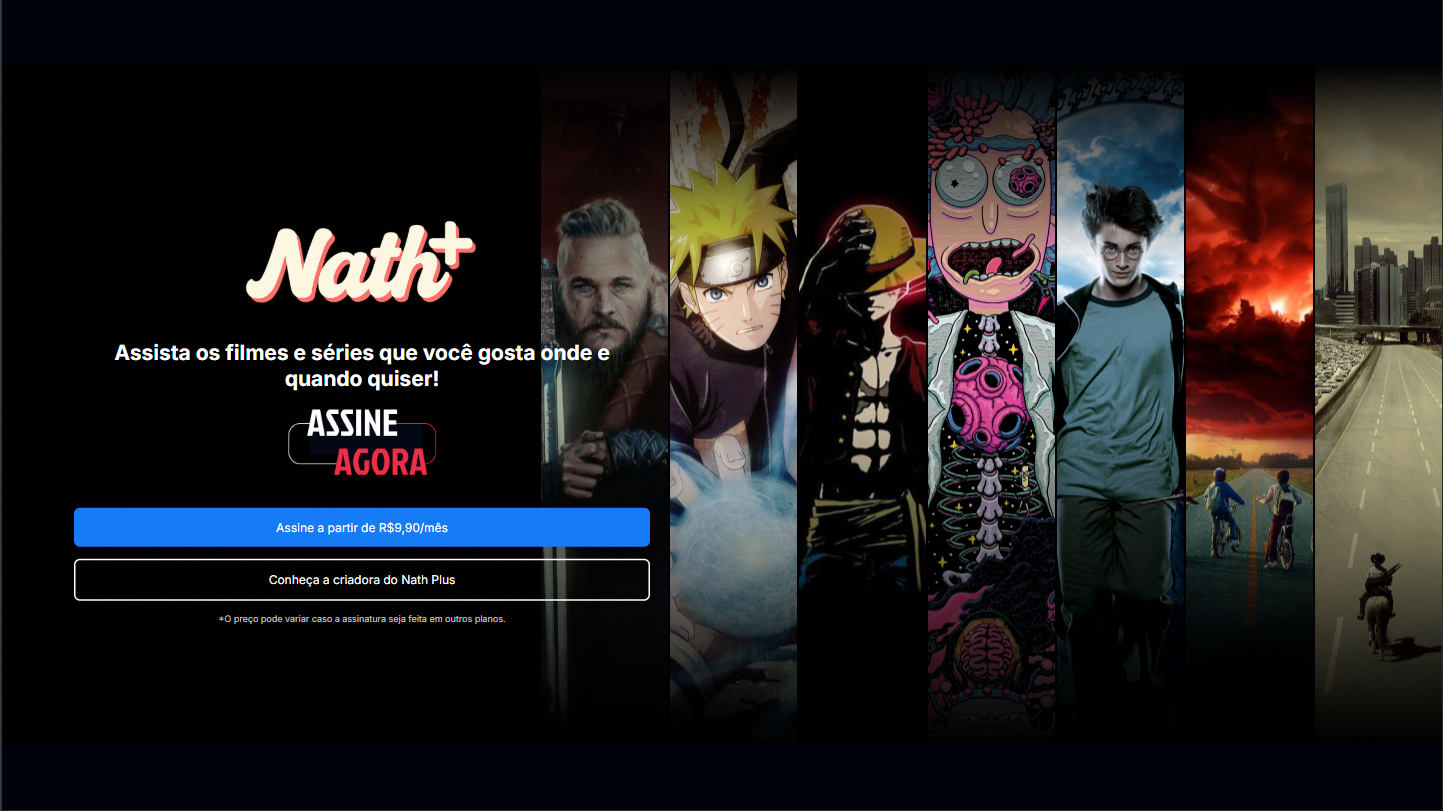 Nath+
Assista os filmes e séries que você gosta onde e
quando quiser!
ASSINE
AGORA
Assine a partir de R$9,90/mês
Conheça a criadora do Nath Plus
*O preço pode variar caso a assinatura seja feita em outros planos.